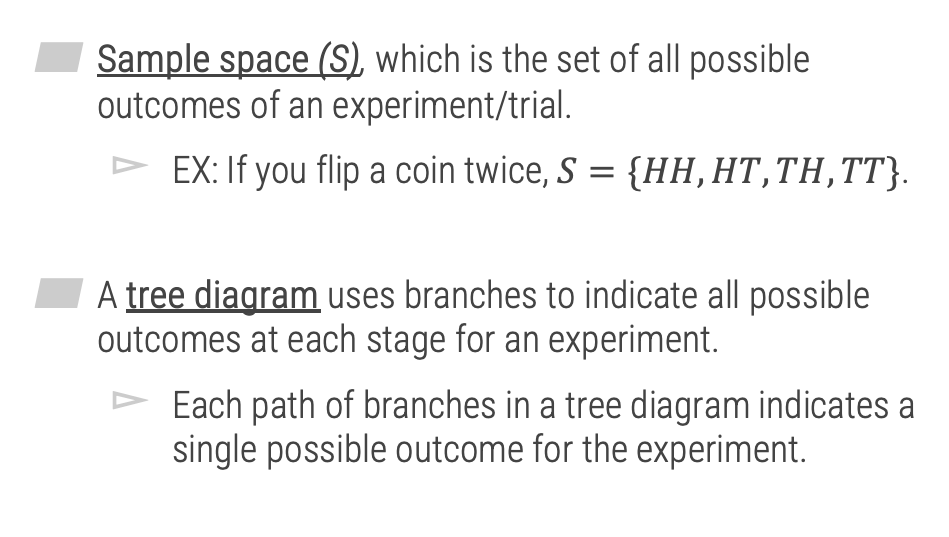 Sample space (S), which is the set of all possible
outcomes of an experiment/trial.
EX: If you flip a coin twice, S = {HH, HT, TH, TT}.
A tree diagram uses branches to indicate all possible
outcomes at each stage for an experiment.
Each path of branches in a tree diagram indicates a
single possible outcome for the experiment.